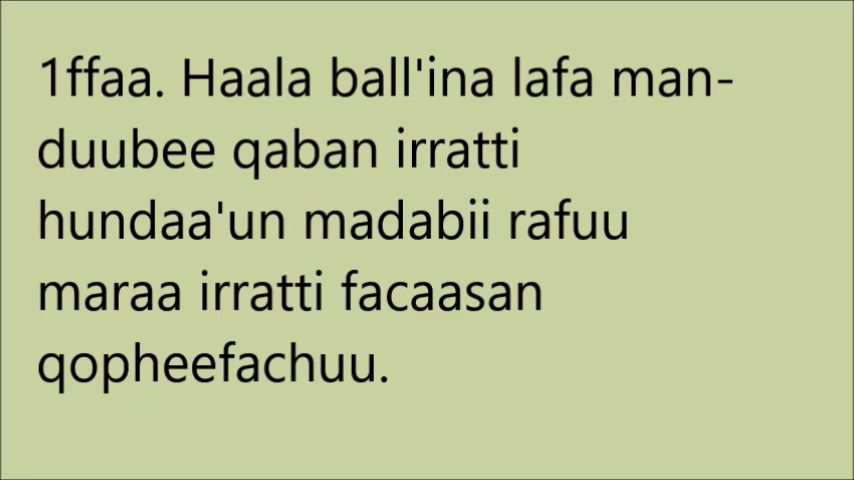 1ffaa. Haala ball'ina lafa man-
duubee qaban irratti
hundaa'un madabii rafuu
maraa irratti facaasan
qopheefachuu.